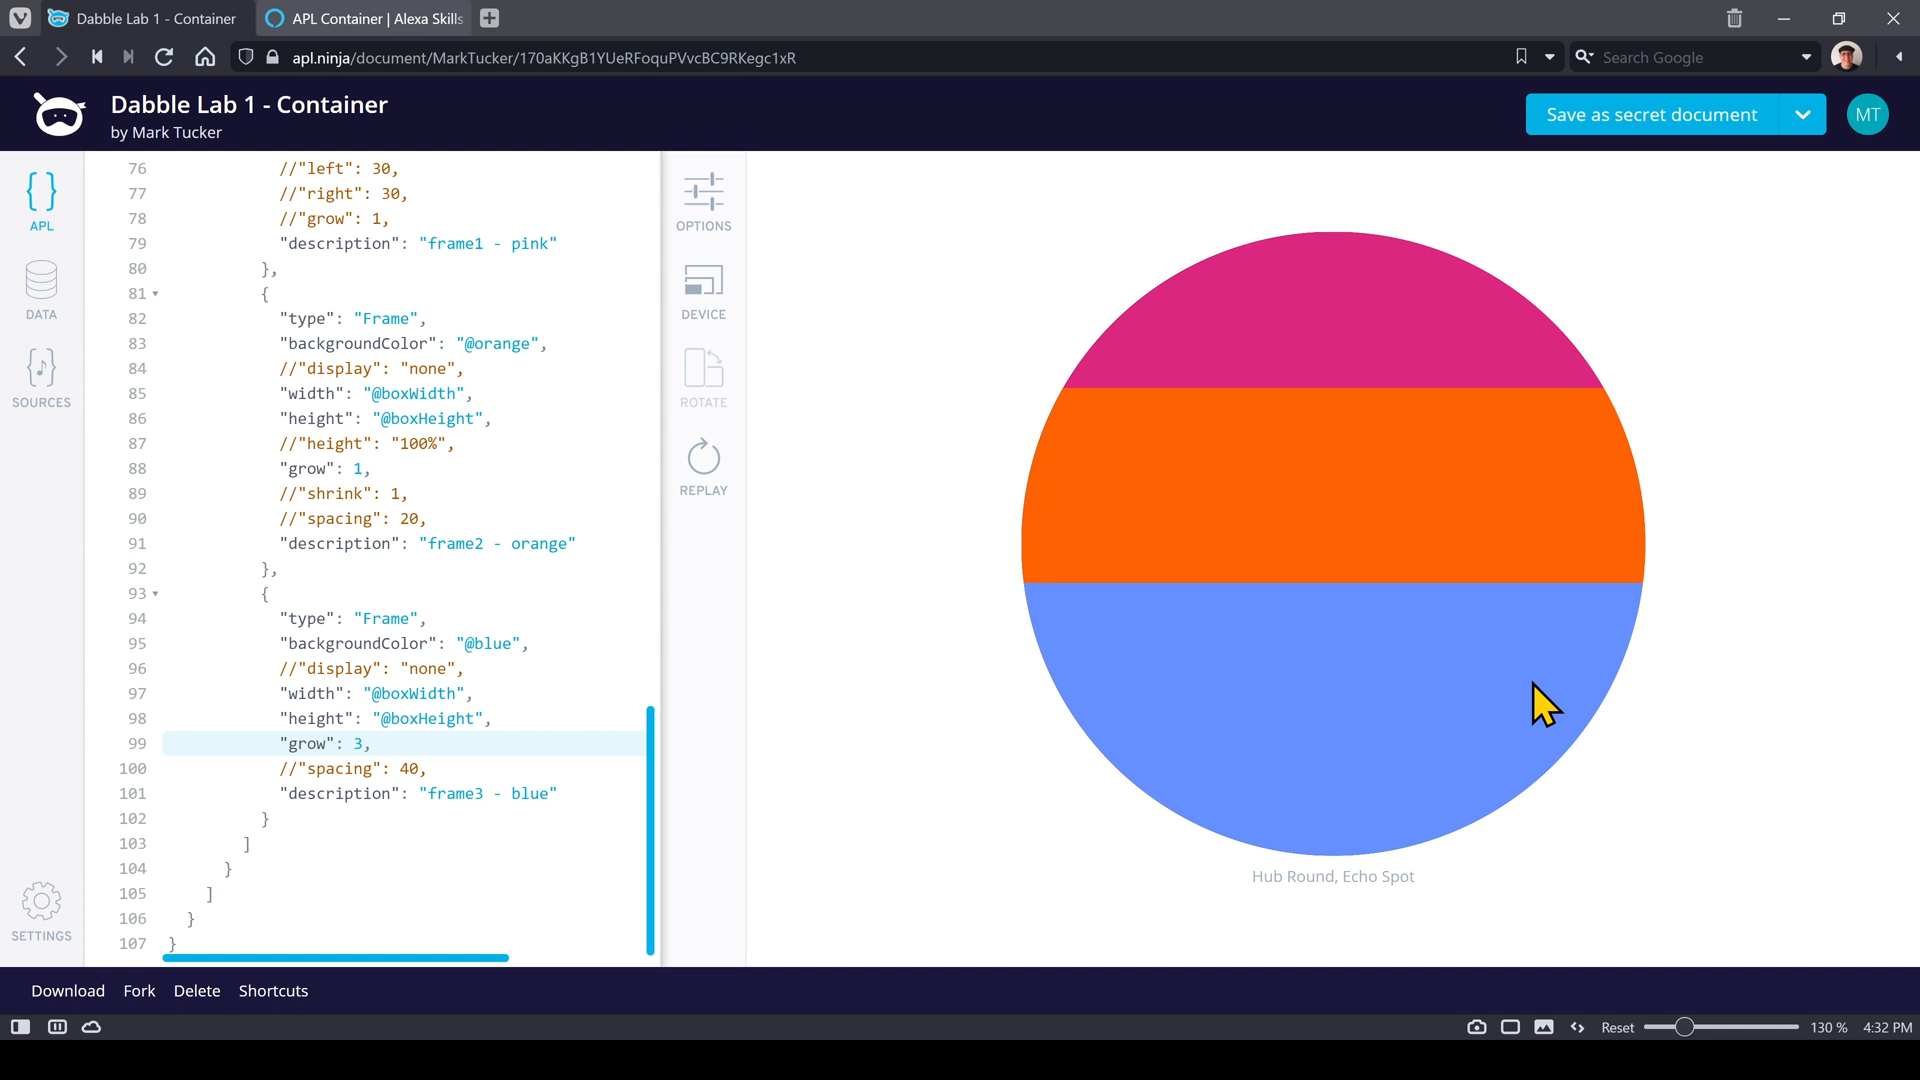 Dabble Lab 1 - Container
APL Container | Alexa Skills
apl.ninja/document/MarkTucker/170aKKgB1YUeRFoquPVvcBC9RKegc1xR
Search Google
Dabble Lab 1 - Container
by Mark Tucker
Save as secret document
MT
APL
DATA
SOURCES
SETTINGS
76 //"left": 30,
77 //"right": 30,
78 //"grow": 1,
79 "description": "frame1 - pink"
80 },
81 {
82 "type": "Frame",
83 "backgroundColor": "@orange",
84 //"display": "none",
85 "width": "@boxWidth",
86 "height": "@boxHeight",
87 //"height": "100%",
88 "grow": 1,
89 //"shrink": 1,
90 //"spacing": 20,
91 "description": "frame2 - orange"
92 },
93 {
94 "type": "Frame",
95 "backgroundColor": "@blue",
96 //"display": "none",
97 "width": "@boxWidth",
98 "height": "@boxHeight",
99 "grow": 3,
100 //"spacing": 40,
101 "description": "frame3 - blue"
102 }
103 ]
104 }
105 ]
106 }
107 }
OPTIONS
DEVICE
ROTATE
REPLAY
Hub Round, Echo Spot
Download Fork Delete Shortcuts
Reset 130 % 4:32 PM